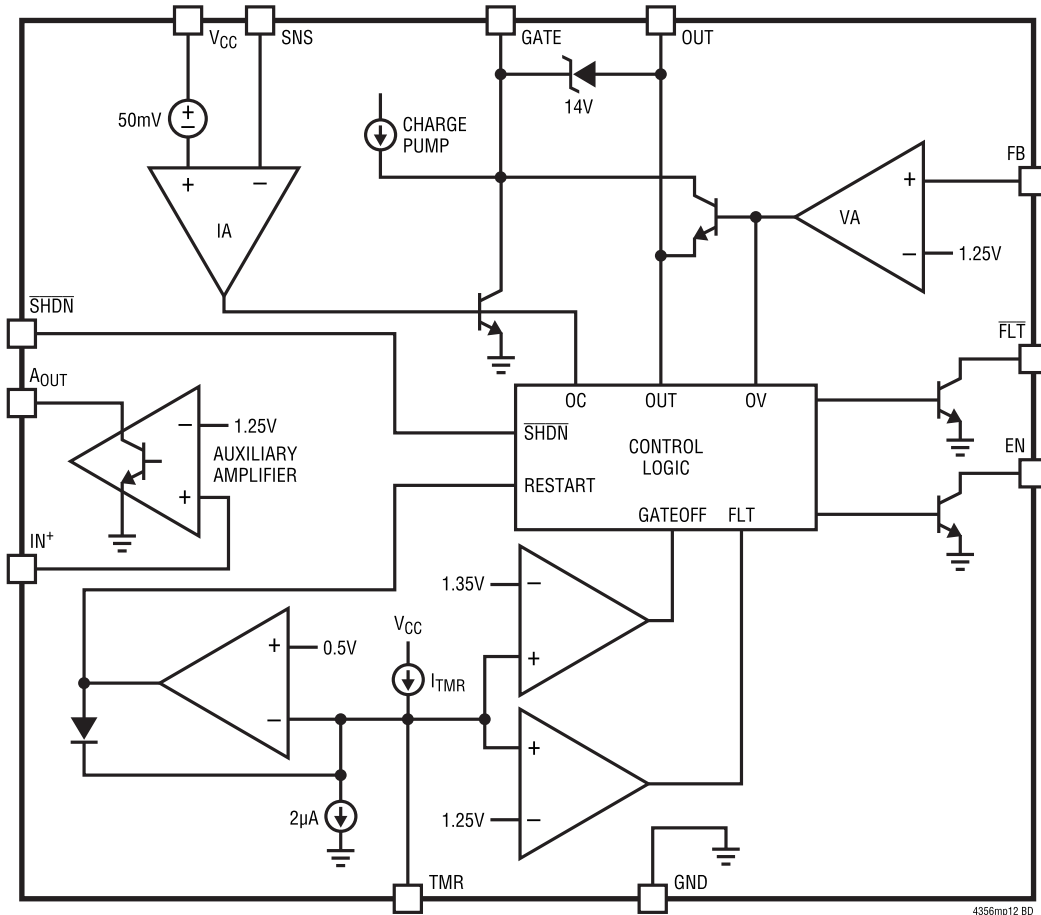 VCC
SNS
GATE
OUT
50mV
+
−
14V
CHARGE
PUMP
FB
+
−
IA
+
VA
−
1.25V
SHDN
FLT
AOUT
OC
OUT
OV
−
1.25V
SHDN
CONTROL
LOGIC
AUXILIARY
AMPLIFIER
EN
+
RESTART
GATEOFF
FLT
IN+
1.35V
−
VCC
+
0.5V
+
ITMR
−
+
2µA
1.25V
−
TMR
GND
4356mp12 BD